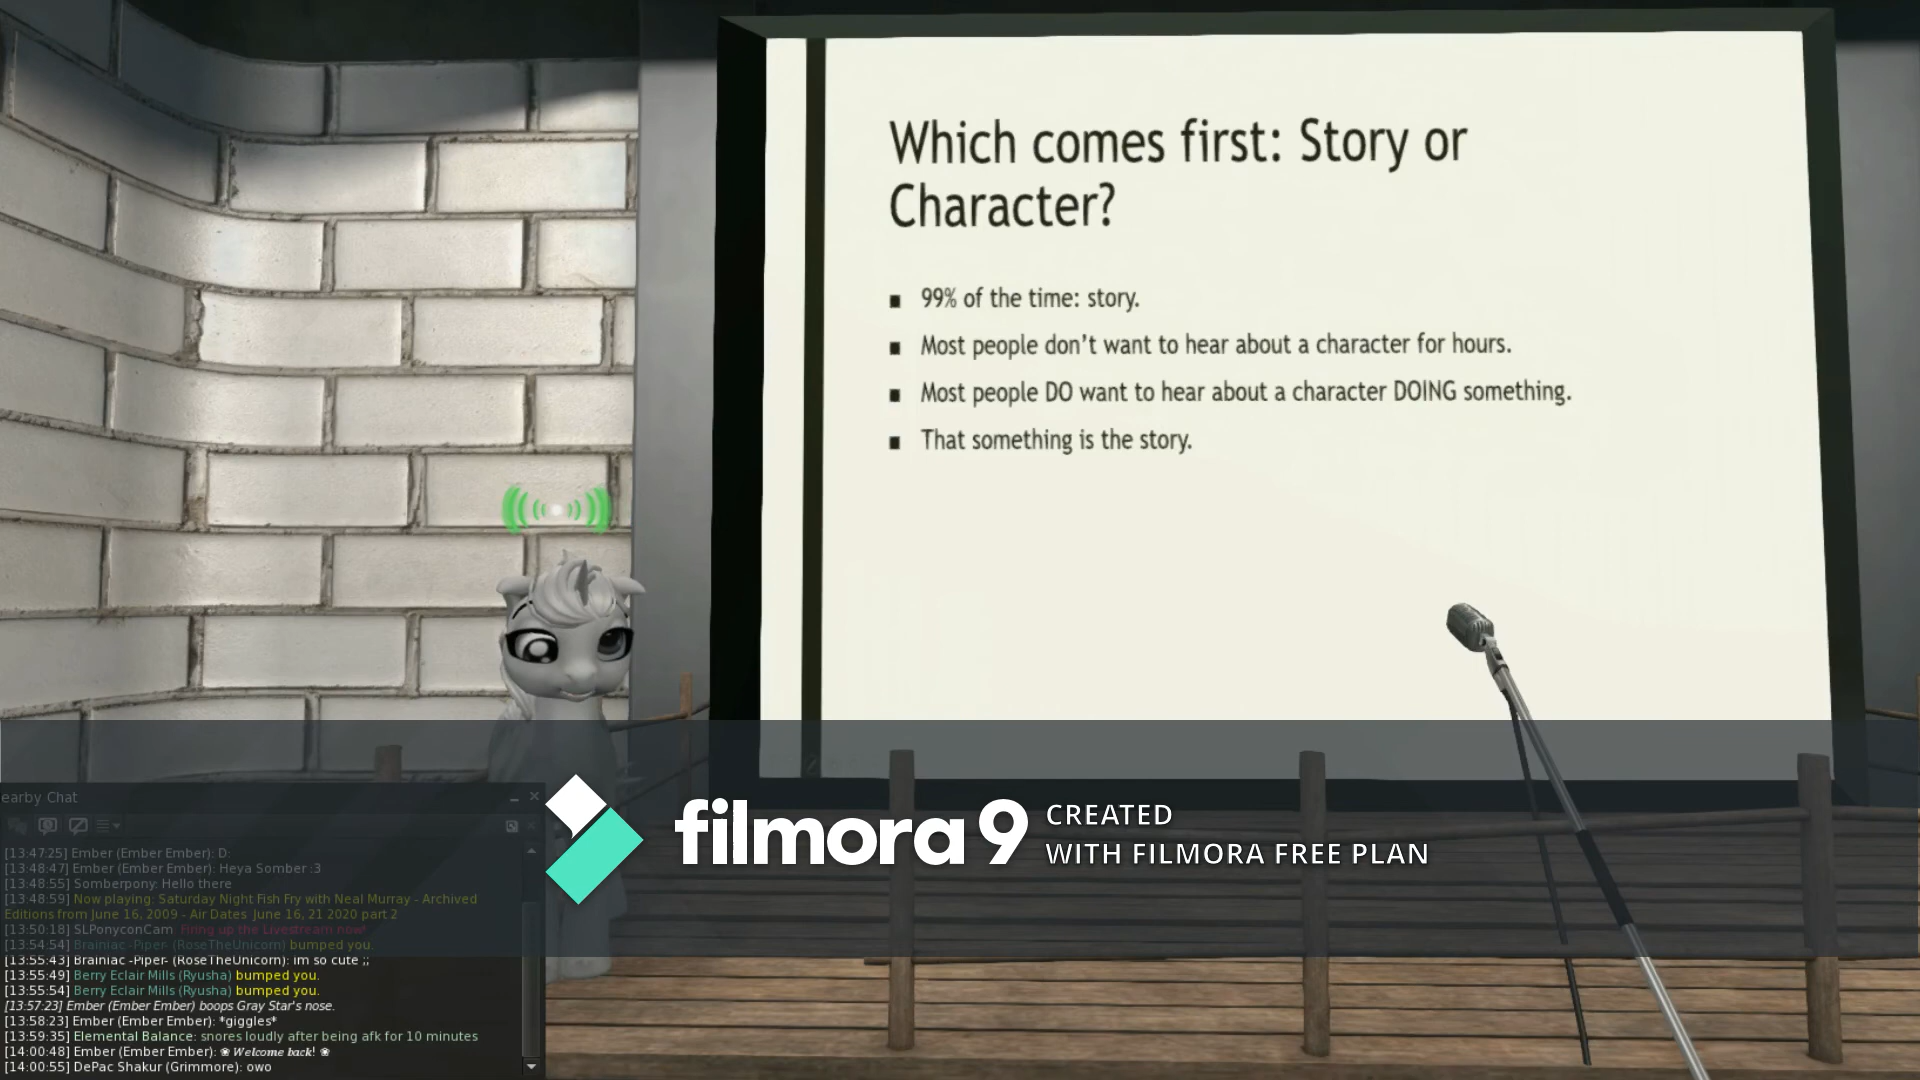 Which comes first: Story or
Character?
99% of the time: story.
Most people don't want to hear about a character for hours.
Most people DO want to hear about a character DOING something.
That something is the story.
filmora 9 CREATED
WITH FILMORA FREE PLAN
earby Chat
[13:47:25] Ember (Ember Ember): D:
[13:48:47] Ember (Ember Ember): Heya Somber :3
[13:48:55] Somberpony: Hello there
[13:48:59] Now playing: Saturday Night Fish Fry with Neal Murray - Archived
Editions from June 16, 2009 - Air Dates June 16, 21 2020 part 2
[13:50:18] SLPonyconCam Firing up the Livestream now!
[13:54:54] Brainiac -Piper- (RoseTheUnicorn) bumped you.
[13:55:43] Brainiac -Piper- (RoseTheUnicorn): im so cute ;;
[13:55:49] Berry Eclair Mills (Ryusha) bumped you.
[13:55:54] Berry Eclair Mills (Ryusha) bumped you.
[13:57:23] Ember (Ember Ember) boops Gray Star's nose.
[13:58:23] Ember (Ember Ember): *giggles*
[13:59:35] Elemental Balance: snores loudly after being afk for 10 minutes
[14:00:48] Ember (Ember Ember): ❀ Welcome back! ❀
[14:00:55] DePac Shakur (Grimmore): owo